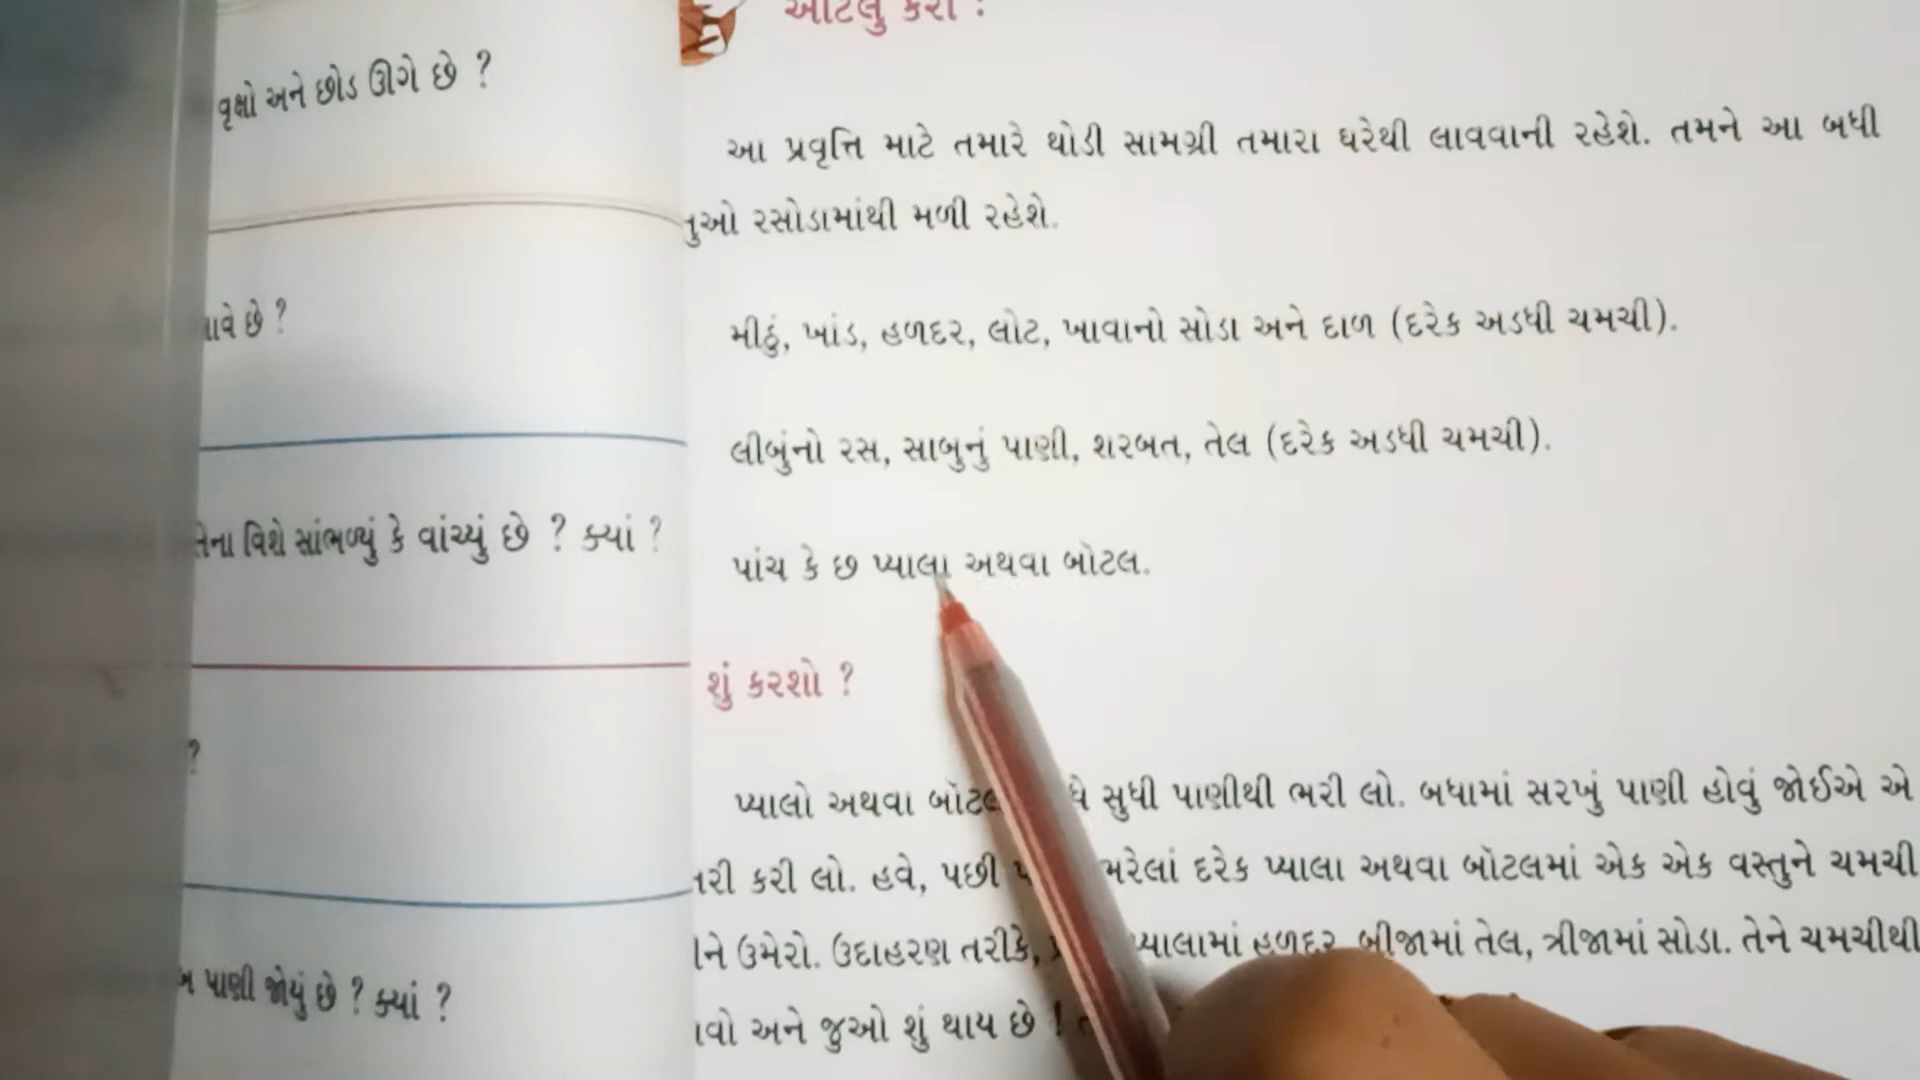 વૃક્ષો અને છોડ ઊગે છે ?
છે ?
વિશે સાંભળ્યું કે વાંચ્યું છે ? ક્યાં ?
?
પાણી જોયું છે ? ક્યાં ?
આટલું કરો :
આ પ્રવૃત્તિ માટે તમારે થોડી સામગ્રી તમારા ઘરેથી લાવવાની રહેશે. તમને આ બધી
રસોડામાંથી મળી રહેશે.
મીઠું, ખાંડ, હળદર, લોટ, ખાવાનો સોડા અને દાળ (દરેક અડધી ચમચી).
લીબુંનો રસ, સાબુનું પાણી, શરબત, તેલ (દરેક અડધી ચમચી).
પાંચ કે છ પ્યાલા અથવા બોટલ.
શું કરશો ?
પ્યાલો અથવા સુધી પાણીથી ભરી લો. બધામાં સરખું પાણી હોવું જોઈએ એ
કરી લો. હવે, પછી ભરેલાં દરેક પ્યાલા અથવા બૉટલમાં એક એક વસ્તુને ચમચી
ઉમેરો. ઉદાહરણ તરીકે, હળદર, બીજામાં તેલ, ત્રીજામાં સોડા. તેને ચમચીથી
અને જુઓ શું થાય છે !